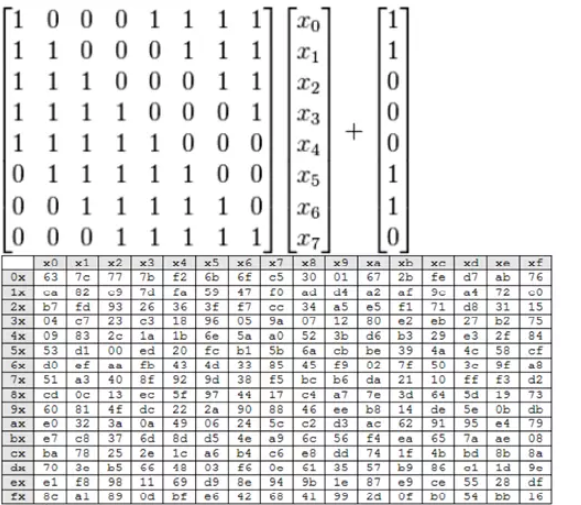 1 0 0 0 1 1 1 1 x0 1
1 1 0 0 0 1 1 1 x1 1
1 1 1 0 0 0 1 1 x2 0
1 1 1 1 0 0 0 1 x3 + 0
1 1 1 1 1 0 0 0 x4 0
0 1 1 1 1 1 0 0 x5 1
0 0 1 1 1 1 1 0 x6 1
0 0 0 1 1 1 1 1 x7 0
x0 x1 x2 x3 x4 x5 x6 x7 x8 x9 xa xb xc xd xe xf
0x 63 7c 77 7b f2 6b 6f c5 30 01 67 2b fe d7 ab 76
1x ca 82 c9 7d fa 59 47 f0 ad d4 a2 af 9c a4 72 c0
2x b7 fd 93 26 36 3f f7 cc 34 a5 e5 f1 71 d8 31 15
3x 04 c7 23 c3 18 96 05 9a 07 12 80 e2 eb 27 b2 75
4x 09 83 2c 1a 1b 6e 5a a0 52 3b d6 b3 29 e3 2f 84
5x 53 d1 00 ed 20 fc b1 5b 6a cb be 39 4a 4c 58 cf
6x d0 ef aa fb 43 4d 33 85 45 f9 02 7f 50 3c 9f a8
7x 51 a3 40 8f 92 9d 38 f5 bc b6 da 21 10 ff f3 d2
8x cd 0c 13 ec 5f 97 44 17 c4 a7 7e 3d 64 5d 19 73
9x 60 81 4f dc 22 2a 90 88 46 ee b8 14 de 5e 0b db
ax e0 32 3a 0a 49 06 24 5c c2 d3 ac 62 91 95 e4 79
bx e7 c8 37 6d 8d d5 4e a9 6c 56 f4 ea 65 7a ae 08
cx ba 78 25 2e 1c a6 b4 c6 e8 dd 74 1f 4b bd 8b 8a
dx 70 3e b5 66 48 03 f6 0e 61 35 57 b9 86 c1 1d 9e
ex e1 f8 98 11 69 d9 8e 94 9b 1e 87 e9 ce 55 28 df
fx 8c a1 89 0d bf e6 42 68 41 99 2d 0f b0 54 bb 16